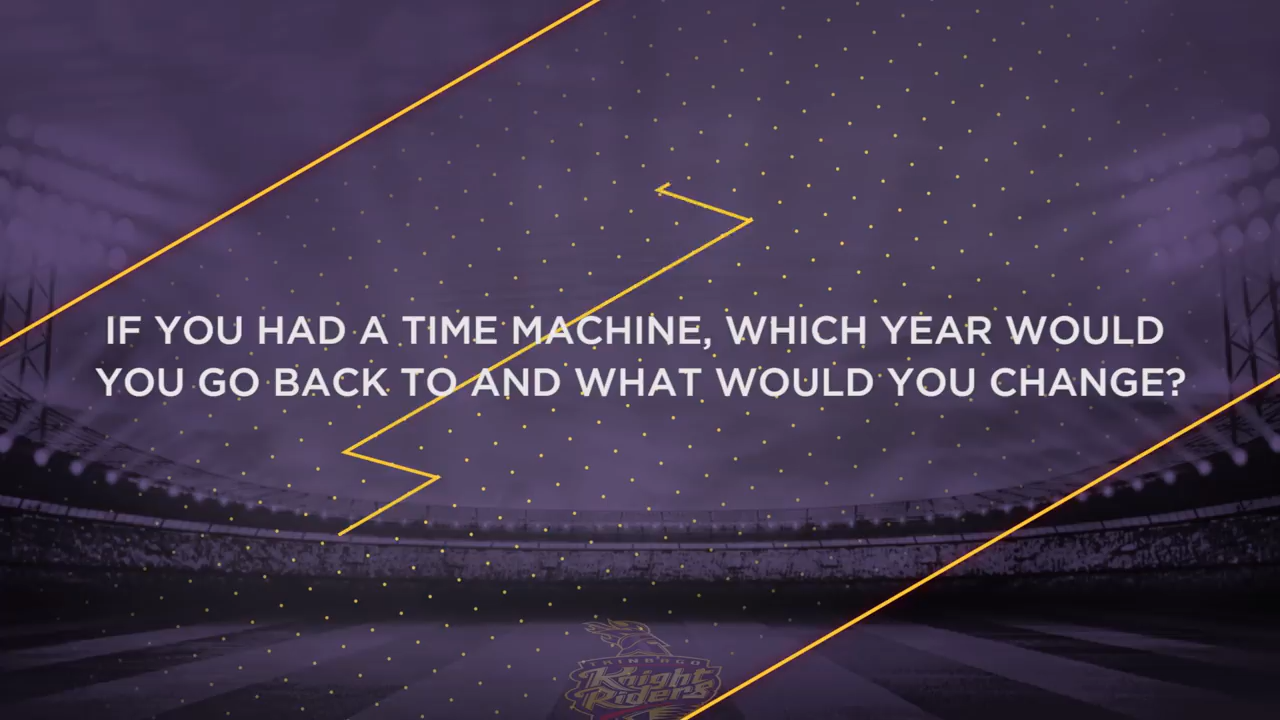 IF YOU HAD A TIME MACHINE, WHICH YEAR WOULD
YOU GO BACK TO AND WHAT WOULD YOU CHANGE?
TRINBAGO
Knight
Riders